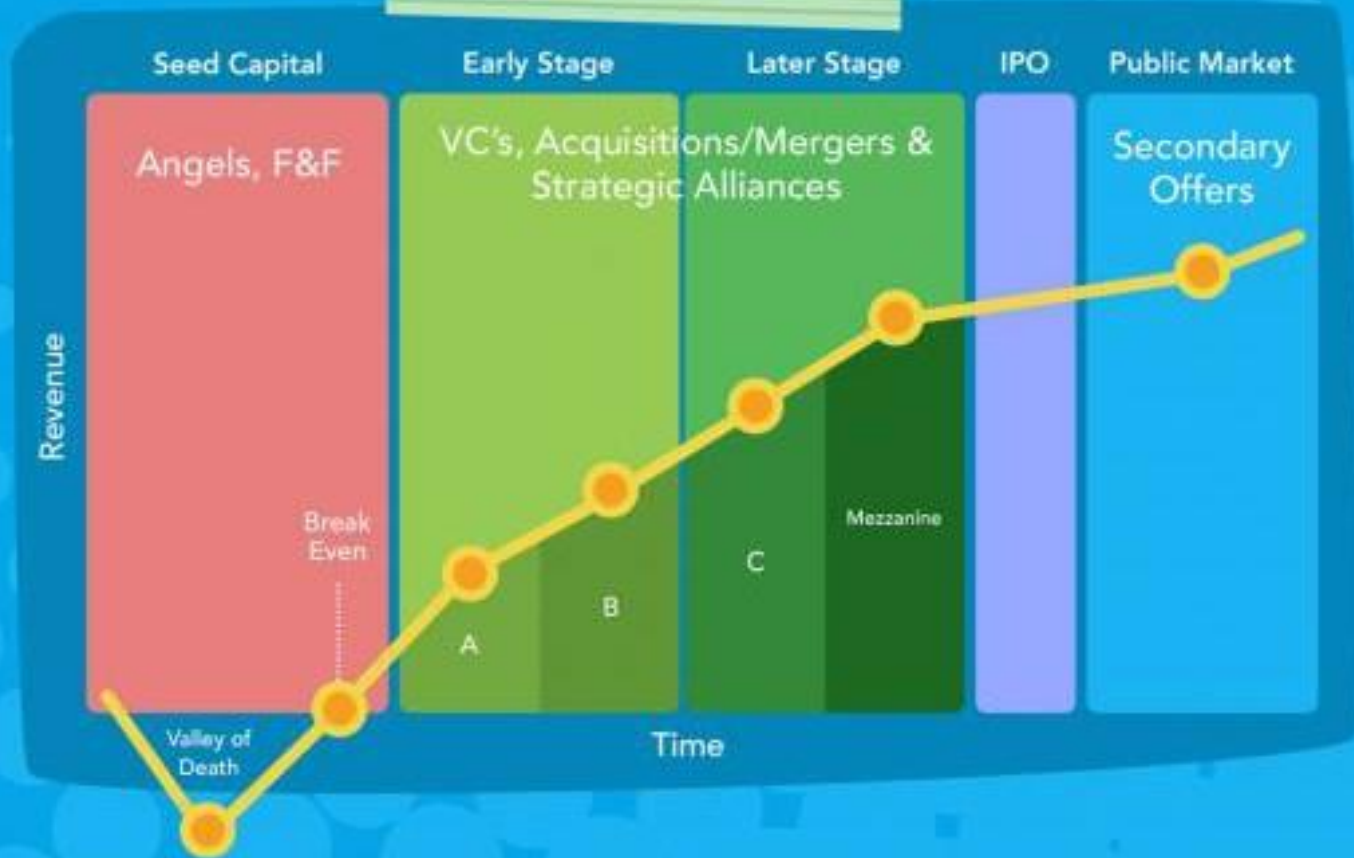 Seed Capital
Early Stage
Later Stage
IPO
Public Market
Angels, F&F
VC's, Acquisitions/Mergers &
Strategic Alliances
Secondary
Offers
Revenue
Break
Even
Mezzanine
C
B
A
Valley of
Death
Time